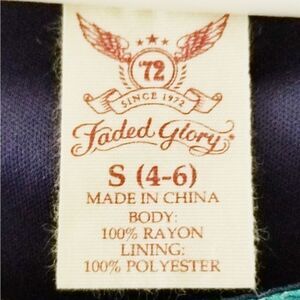 '72
SINCE 1972
Faded Glory
S (4-6)
MADE IN CHINA
BODY:
100% RAYON
LINING:
100% POLYESTER